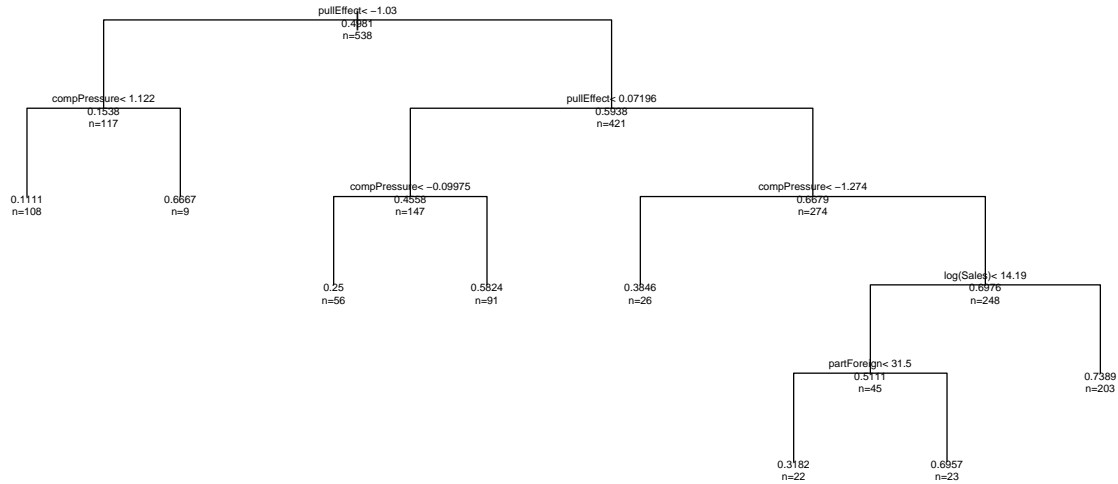 pullEffect< −1.03
0.4981
n=538
compPressure< 1.122
0.1538
n=117
pullEffect< 0.07196
0.5938
n=421
0.1111
n=108
0.6667
n=9
compPressure< −0.09975
0.4558
n=147
compPressure< −1.274
0.6679
n=274
0.25
n=56
0.5824
n=91
0.3846
n=26
log(Sales)< 14.19
0.6976
n=248
partForeign< 31.5
0.5111
n=45
0.7389
n=203
0.3182
n=22
0.6957
n=23